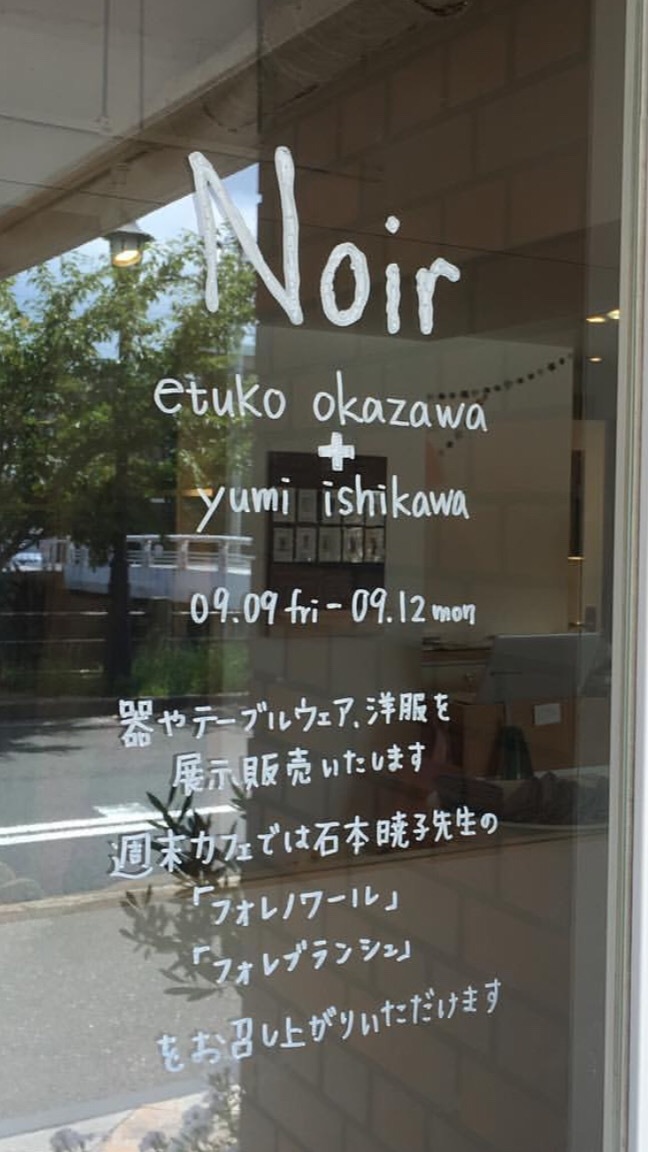 Noir
etuko okazawa
+
yumi ishikawa
09.09 fri - 09.12 mon
器やテーブルウェア、洋服を
展示販売いたします
週末カフェでは石本暁子先生の
「フォレノワール」
「フォレブランシュ」
をお召し上がりいただけます